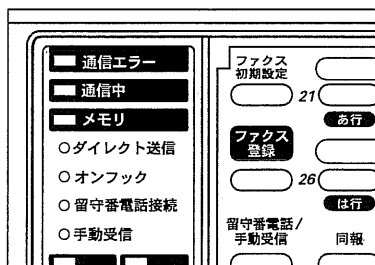 通信エラー
通信中
メモリ
ダイレクト送信
オンフック
留守番電話接続
手動受信
ファクス
初期設定
21
あ行
ファクス
登録
26
は行
留守番電話/
手動受信
同報